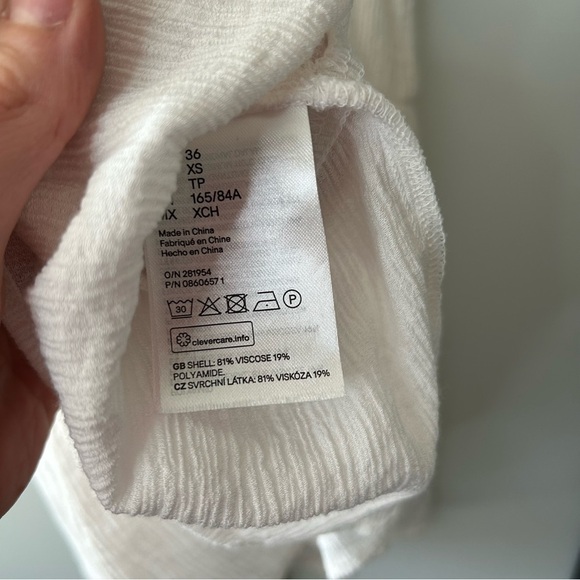 36
XS
TP
165/84A
MX XCH
Made in China
Fabriqué en Chine
Hecho en China
O/N 281954
P/N 08606571
30 P
clevercare.info
GB SHELL: 81% VISCOSE 19%
POLYAMIDE.
CZ SVRCHNÍ LÁTKA: 81% VISKÓZA 19%